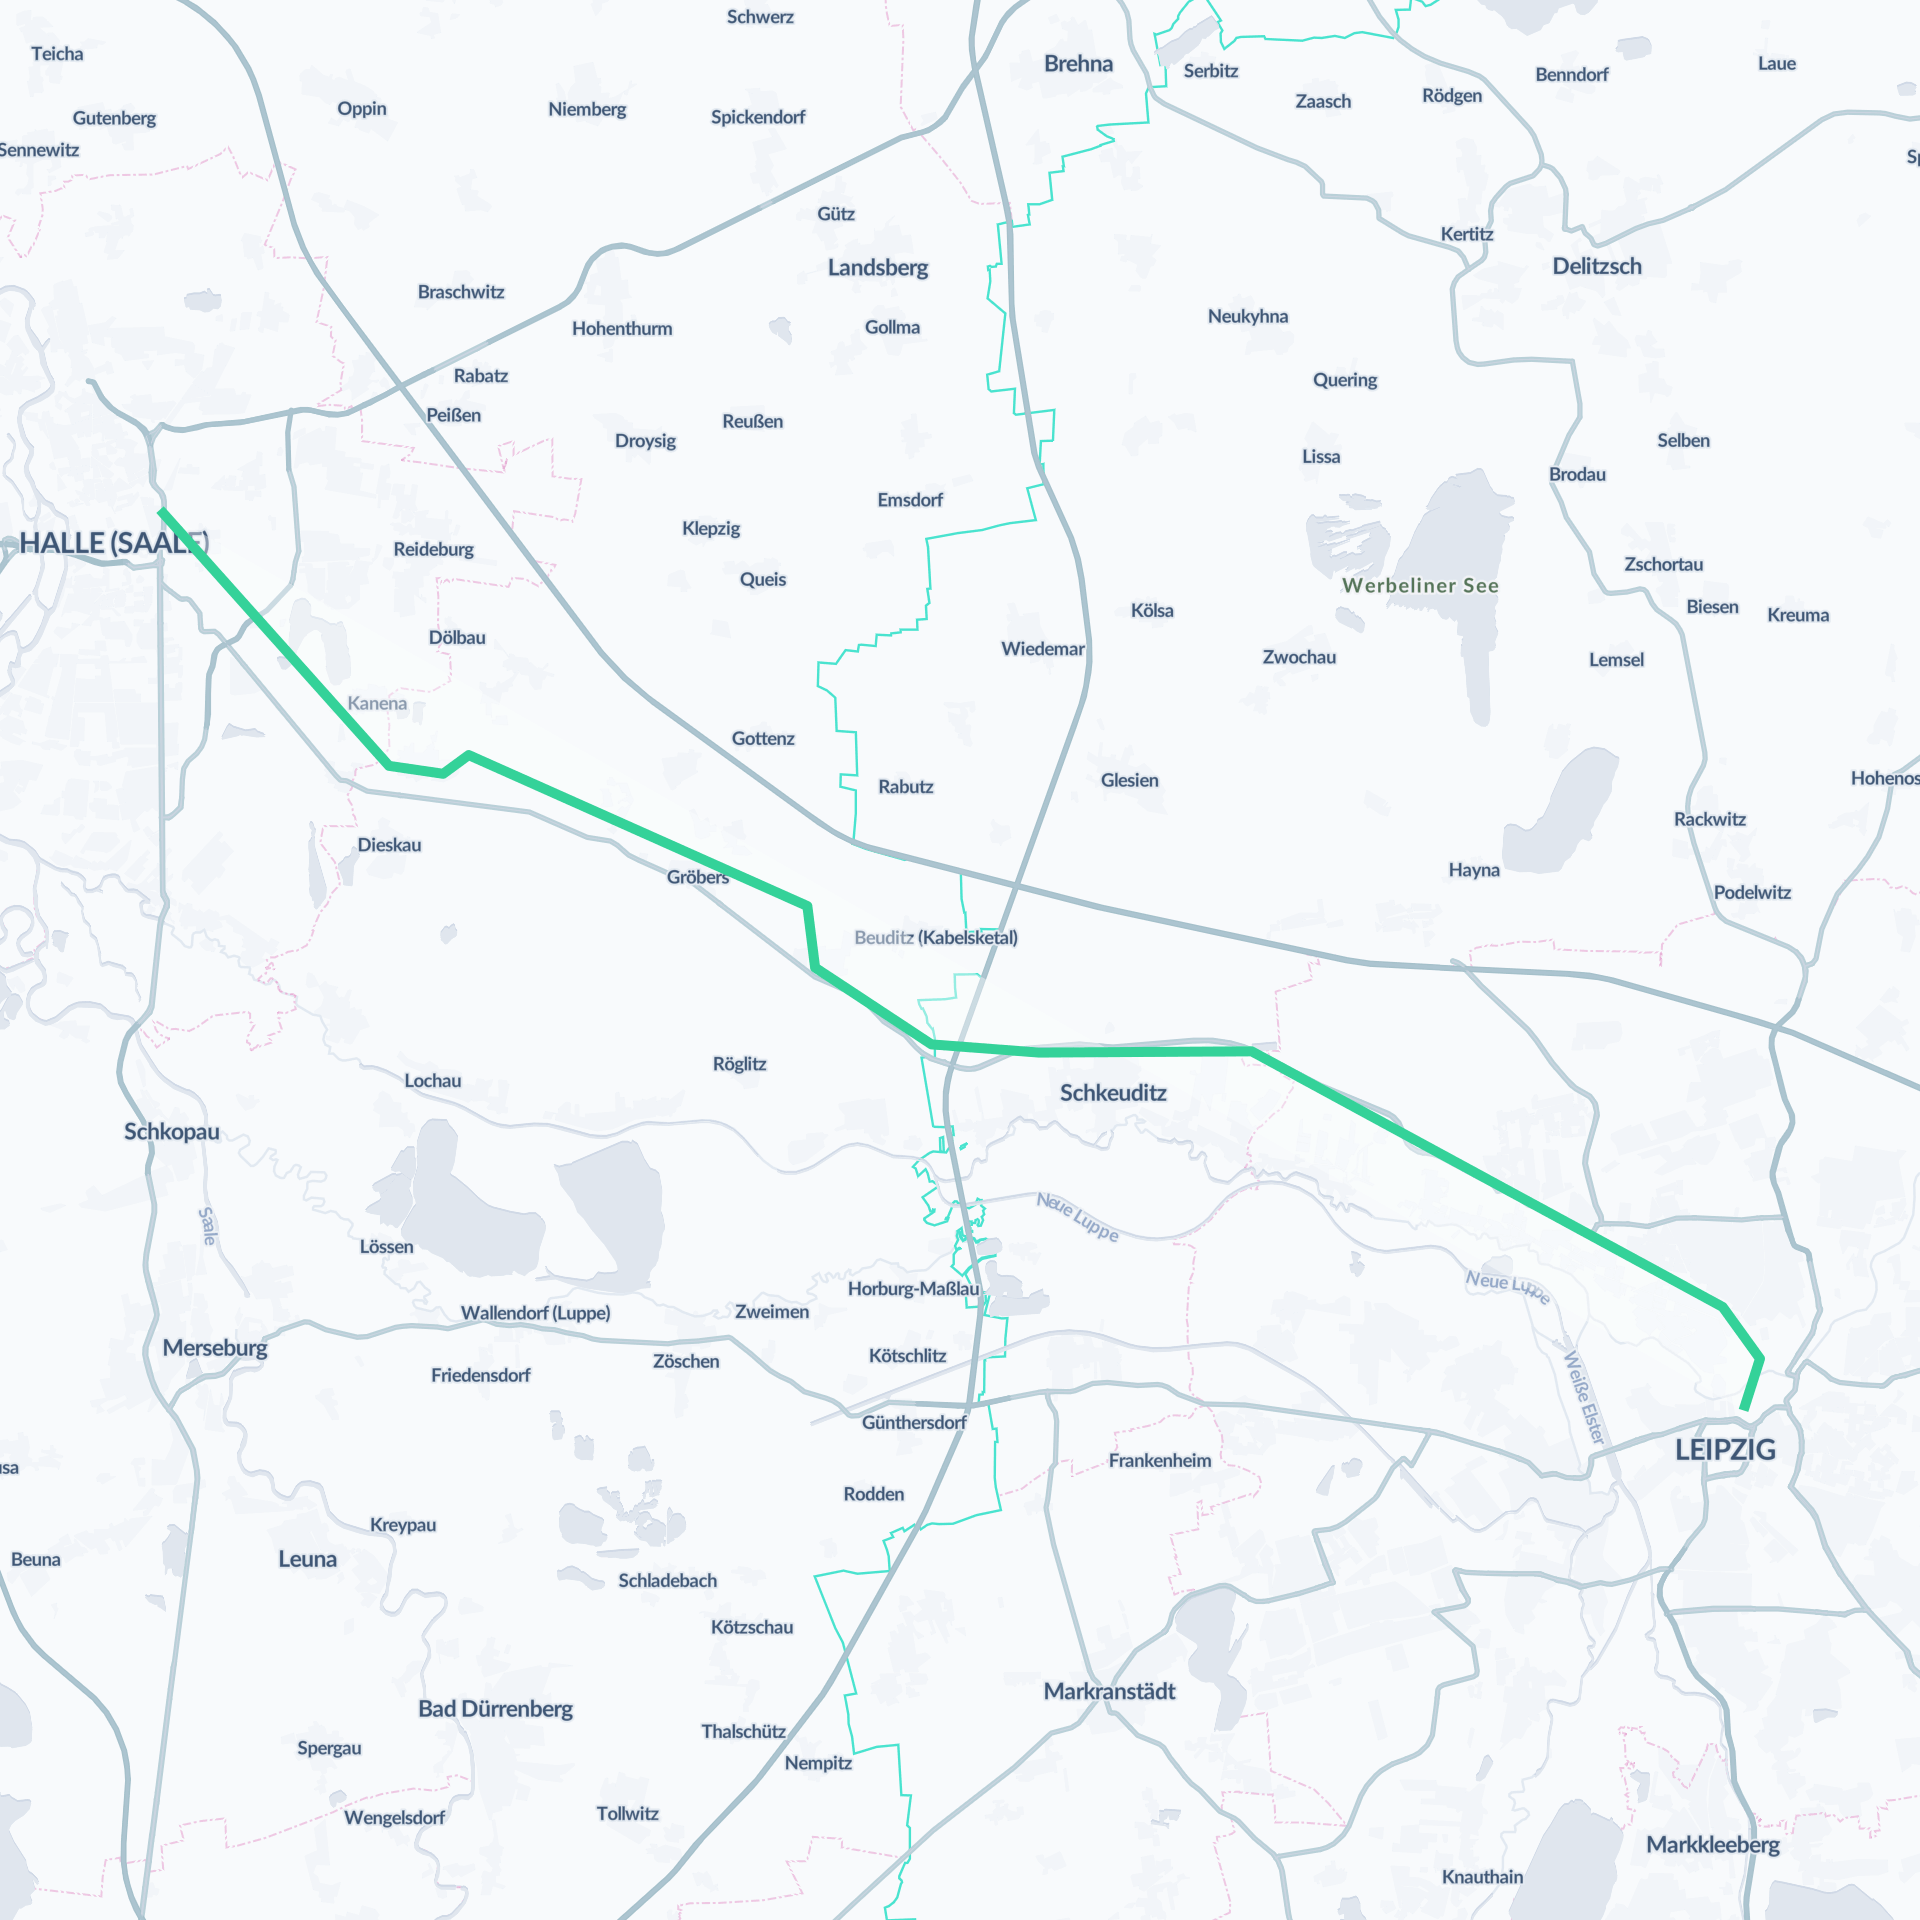 Schwerz
Teicha
Brehna
Serbitz
Benndorf
Laue
Oppin
Niemberg
Spickendorf
Zaasch
Rödgen
Gutenberg
Sennewitz
Gütz
Kertitz
Landsberg
Delitzsch
Braschwitz
Hohenthurm
Gollma
Neukyhna
Rabatz
Quering
Peißen
Reußen
Droysig
Lissa
Selben
Brodau
Emsdorf
Klepzig
HALLE (SAALE)
Reideburg
Queis
Zschortau
Werbeliner See
Biesen
Kreuma
Kölsa
Dölbau
Wiedemar
Zwochau
Lemsel
Kanena
Gottenz
Rabutz
Glesien
Hohenos
Rackwitz
Dieskau
Gröbers
Hayna
Podelwitz
Beuditz (Kabelsketal)
Röglitz
Lochau
Schkeuditz
Schkopau
Saale
Neue Luppe
Lössen
Neue Luppe
Horburg-Maßlau
Wallendorf (Luppe)
Zweimen
Merseburg
Kötschlitz
Zöschen
Friedensdorf
Weiße Elster
Günthersdorf
LEIPZIG
Frankenheim
Rodden
Kreypau
Beuna
Leuna
Schladebach
Kötzschau
Markranstädt
Bad Dürrenberg
Thalschütz
Spergau
Nempitz
Wengelsdorf
Tollwitz
Markkleeberg
Knauthain